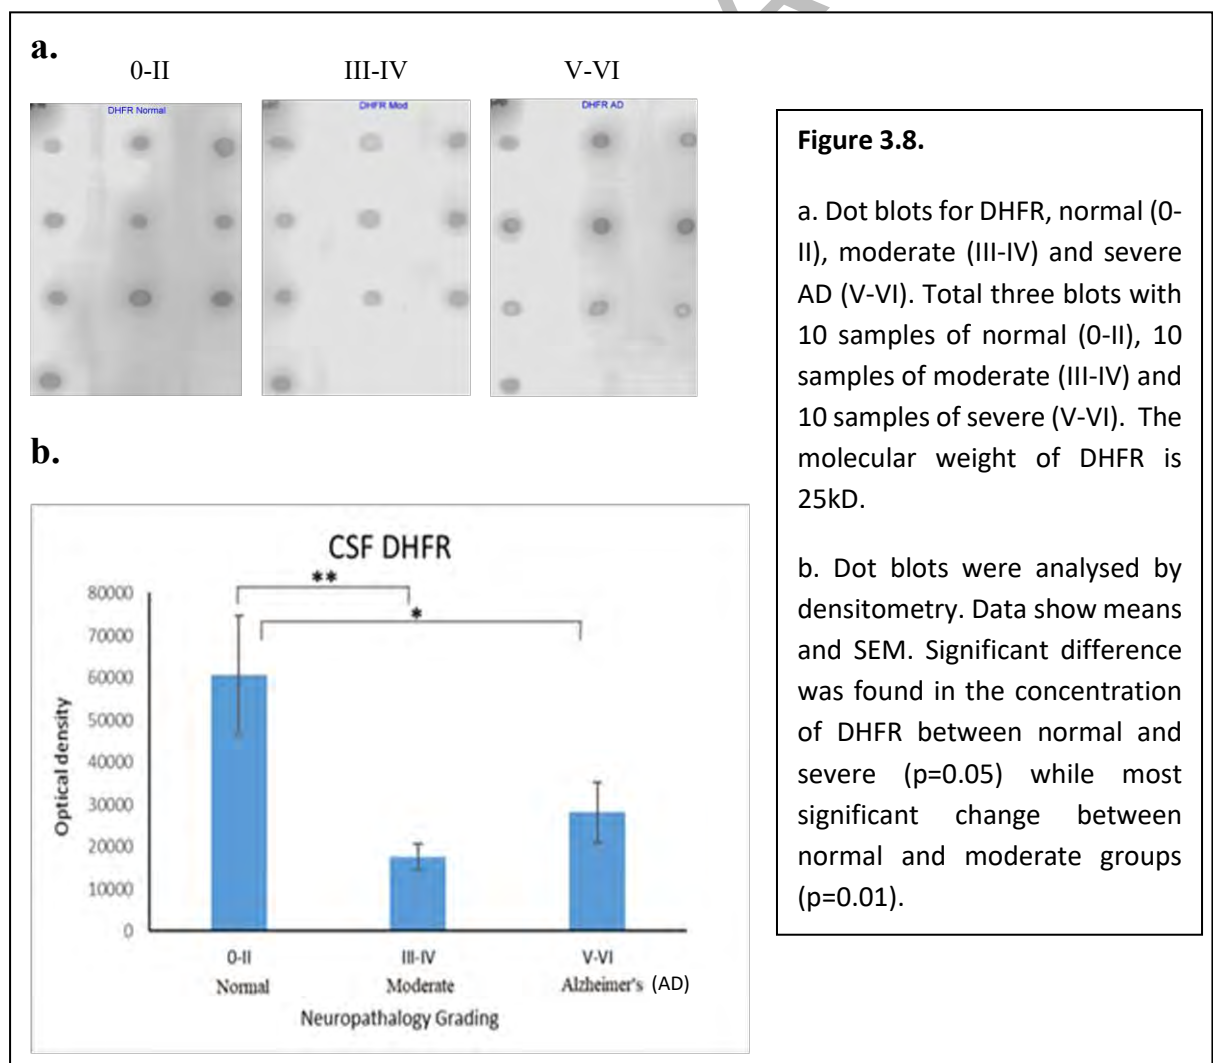 a.
0-II III-IV V-VI
DHFR Normal DHFR Mod DHFR AD
b.
CSF DHFR
**
*
80000
70000
60000
50000
40000
30000
20000
10000
0
Optical density
0-II III-IV V-VI
Normal Moderate Alzheimer's (AD)
Neuropathalogy Grading
Figure 3.8.
a. Dot blots for DHFR, normal (0-
II), moderate (III-IV) and severe
AD (V-VI). Total three blots with
10 samples of normal (0-II), 10
samples of moderate (III-IV) and
10 samples of severe (V-VI). The
molecular weight of DHFR is
25kD.
b. Dot blots were analysed by
densitometry. Data show means
and SEM. Significant difference
was found in the concentration
of DHFR between normal and
severe (p=0.05) while most
significant change between
normal and moderate groups
(p=0.01).